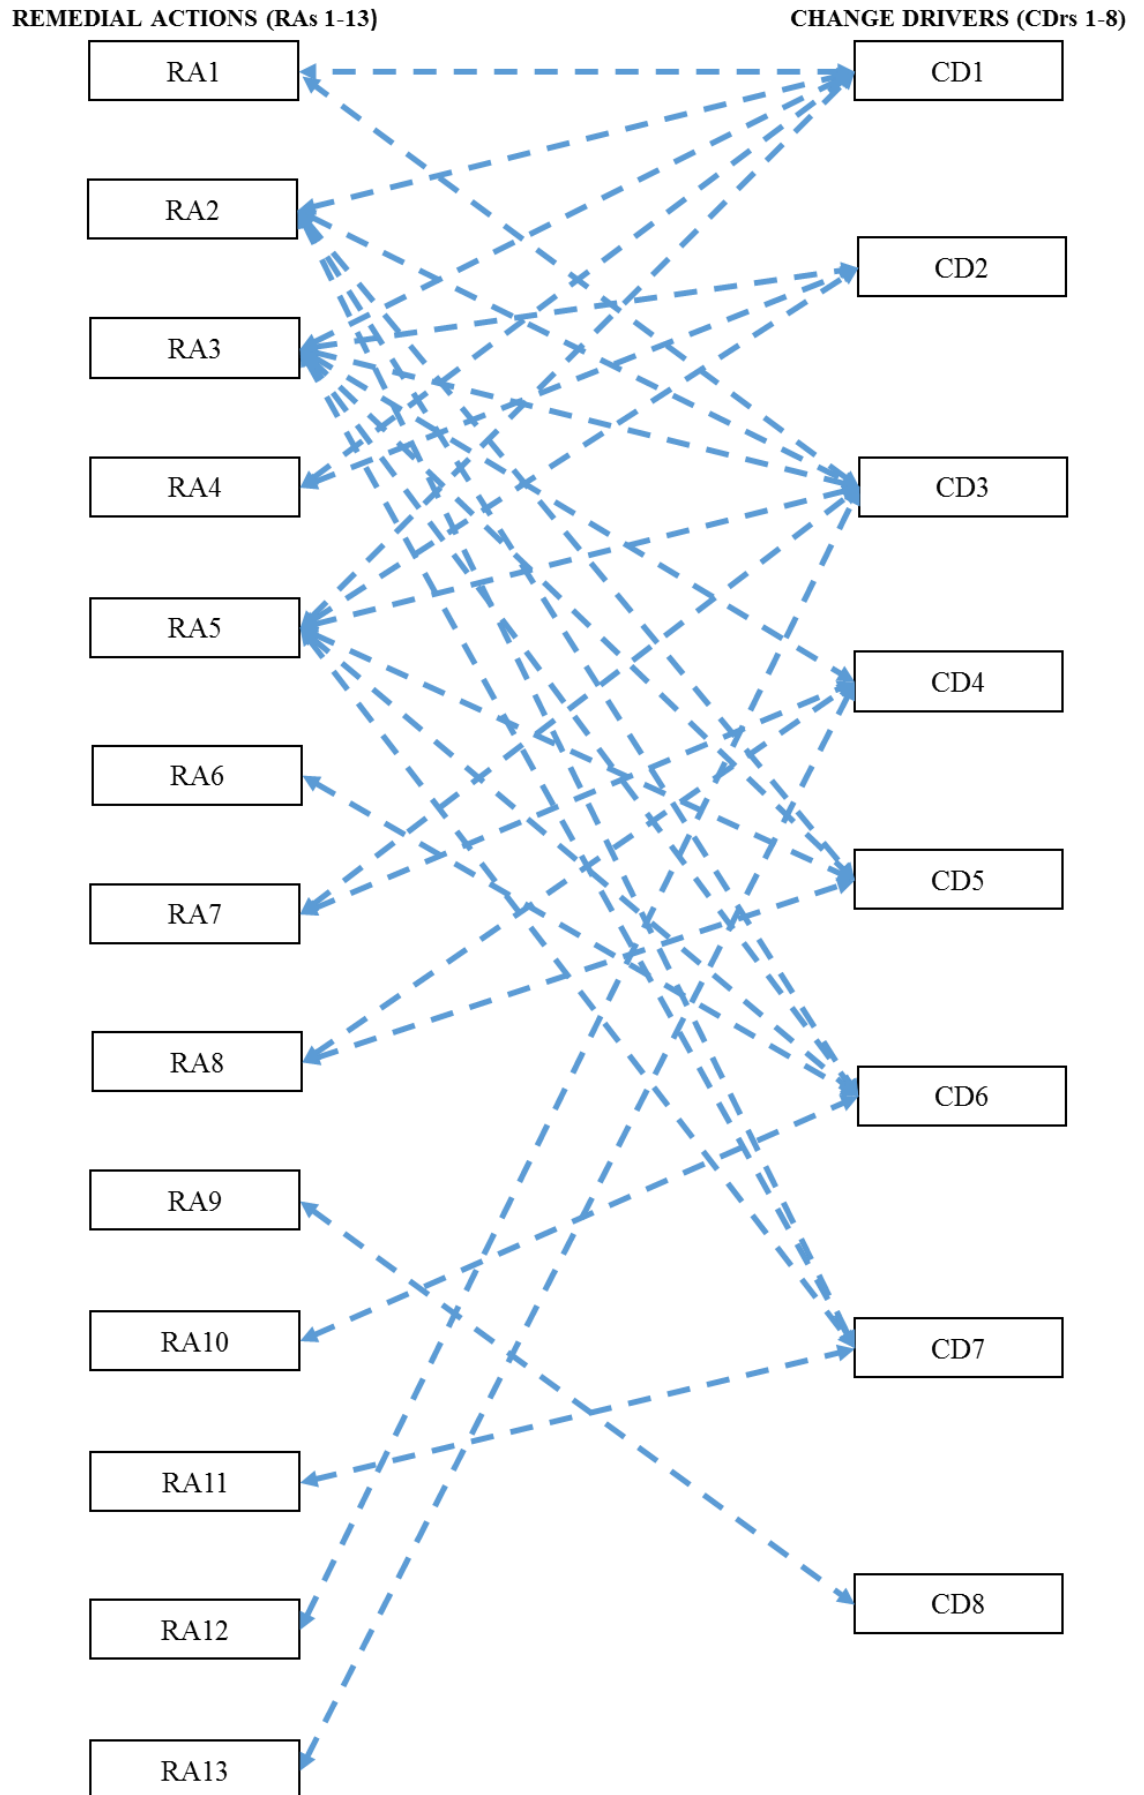 REMEDIAL ACTIONS (RAs 1-13)
CHANGE DRIVERS (CDrs 1-8)
RA1
CD1
RA2
CD2
RA3
RA4
CD3
RA5
CD4
RA6
CD5
RA7
RA8
CD6
RA9
RA10
CD7
RA11
CD8
RA12
RA13